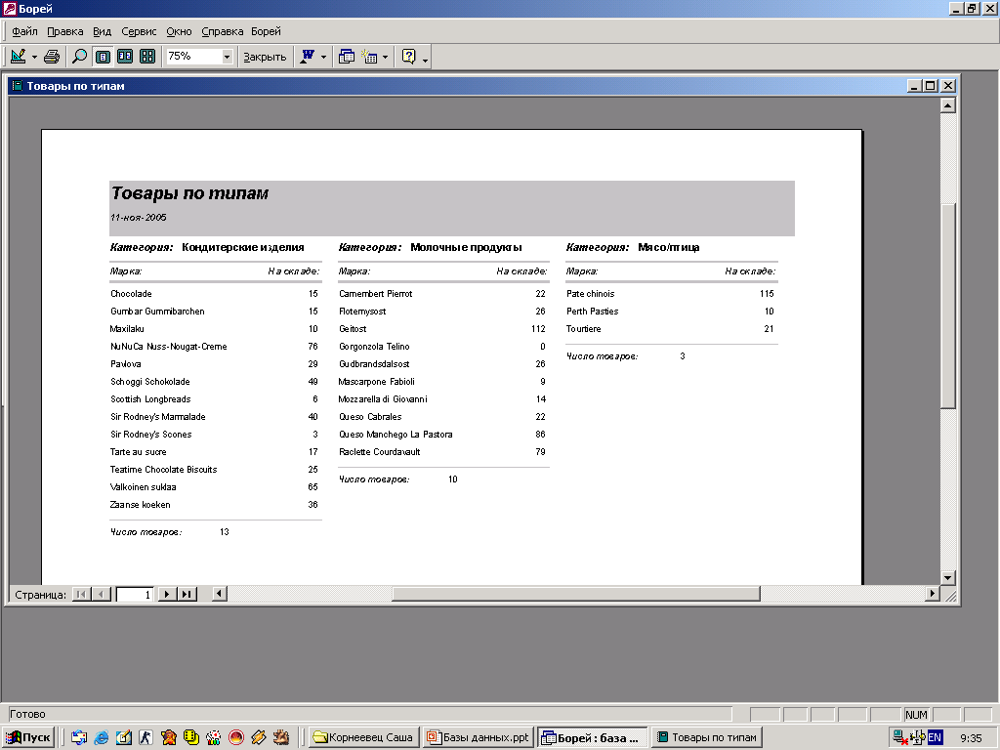 Борей
Файл Правка Вид Сервис Окно Справка Борей
75% Закрыть
Товары по типам
Товары по типам
11-ноя-2005
Категория: Кондитерские изделия
Марка: На складе:
Chocolade 15
Gumbar Gummibarchen 15
Maxilaku 10
NuNuCa Nuss-Nougat-Creme 76
Pavlova 29
Schoggi Schokolade 49
Scottish Longbreads 6
Sir Rodney's Marmalade 40
Sir Rodney's Scones 3
Tarte au sucre 17
Teatime Chocolate Biscuits 25
Valkoinen suklaa 65
Zaanse koeken 36
Число товаров: 13
Категория: Молочные продукты
Марка: На складе:
Camembert Pierrot 22
Flotemysost 26
Geitost 112
Gorgonzola Telino 0
Gudbrandsdalsost 26
Mascarpone Fabioli 9
Mozzarella di Giovanni 14
Queso Cabrales 22
Queso Manchego La Pastora 86
Raclette Courdavault 79
Число товаров: 10
Категория: Мясо/птица
Марка: На складе:
Pate chinois 115
Perth Pasties 10
Tourtiere 21
Число товаров: 3
Страница: 1
Готово NUM
Пуск Корнеевец Саша Базы данных.ppt Борей : база ... Товары по типам EN 9:35